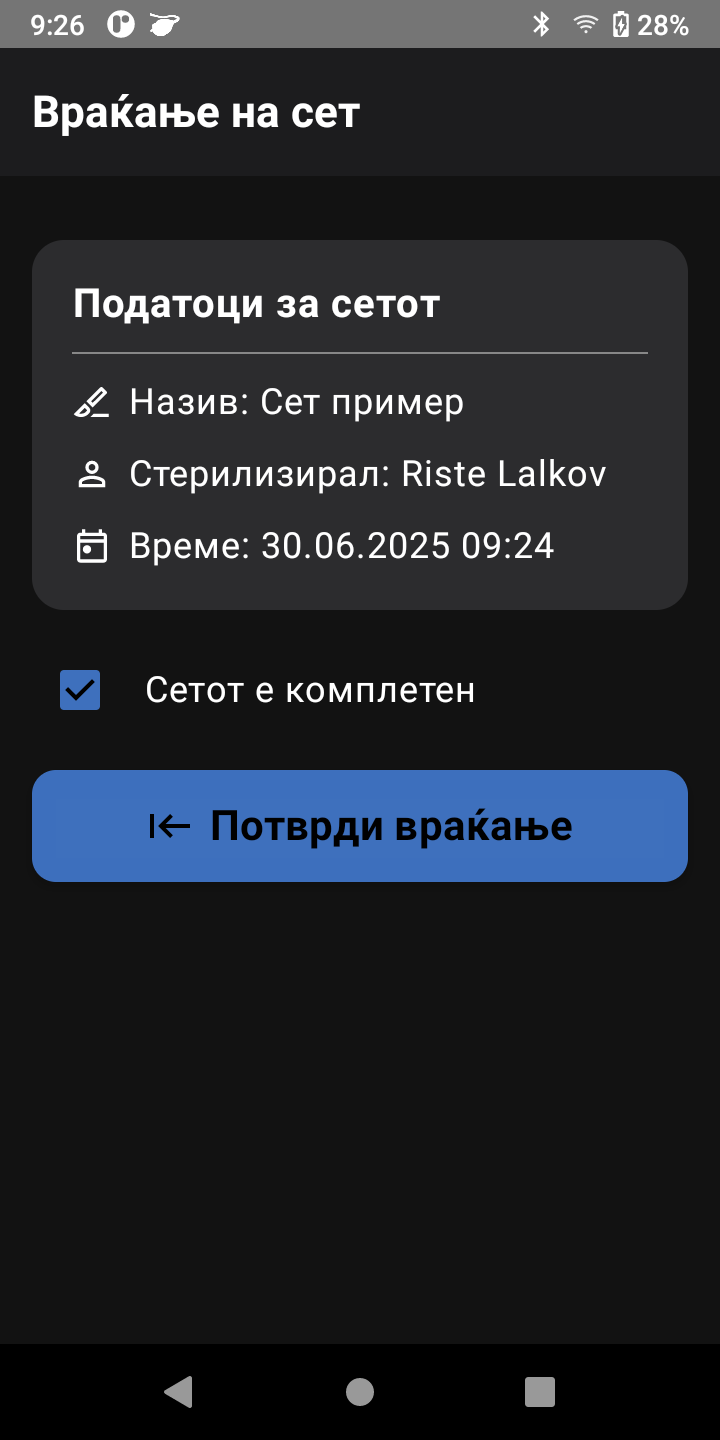 9:26 28%
Враќање на сет
Податоци за сетот
Назив: Сет пример
Стерилизирал: Riste Lalkov
Време: 30.06.2025 09:24
Сетот е комплетен
Потврди враќање